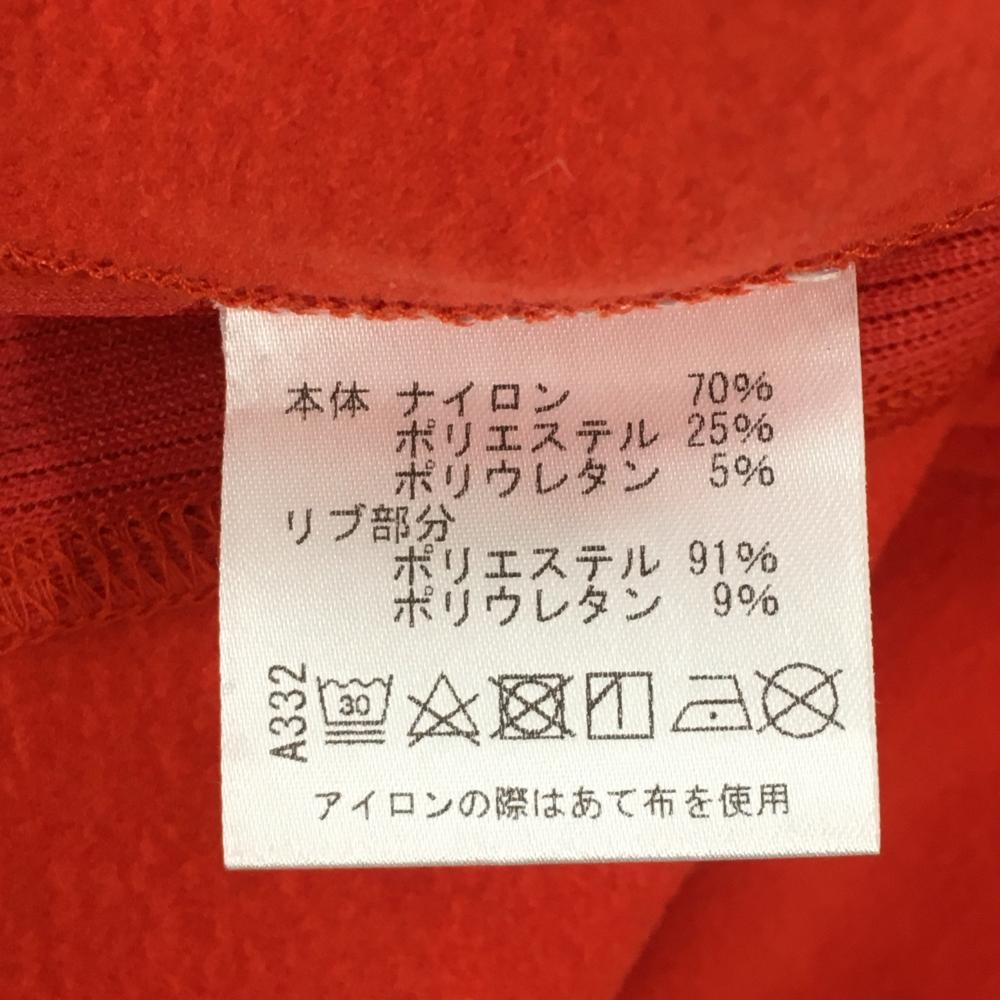 本体 ナイロン 70%
ポリエステル 25%
ポリウレタン 5%
リブ部分
ポリエステル 91%
ポリウレタン 9%
A332
30
アイロンの際はあて布を使用